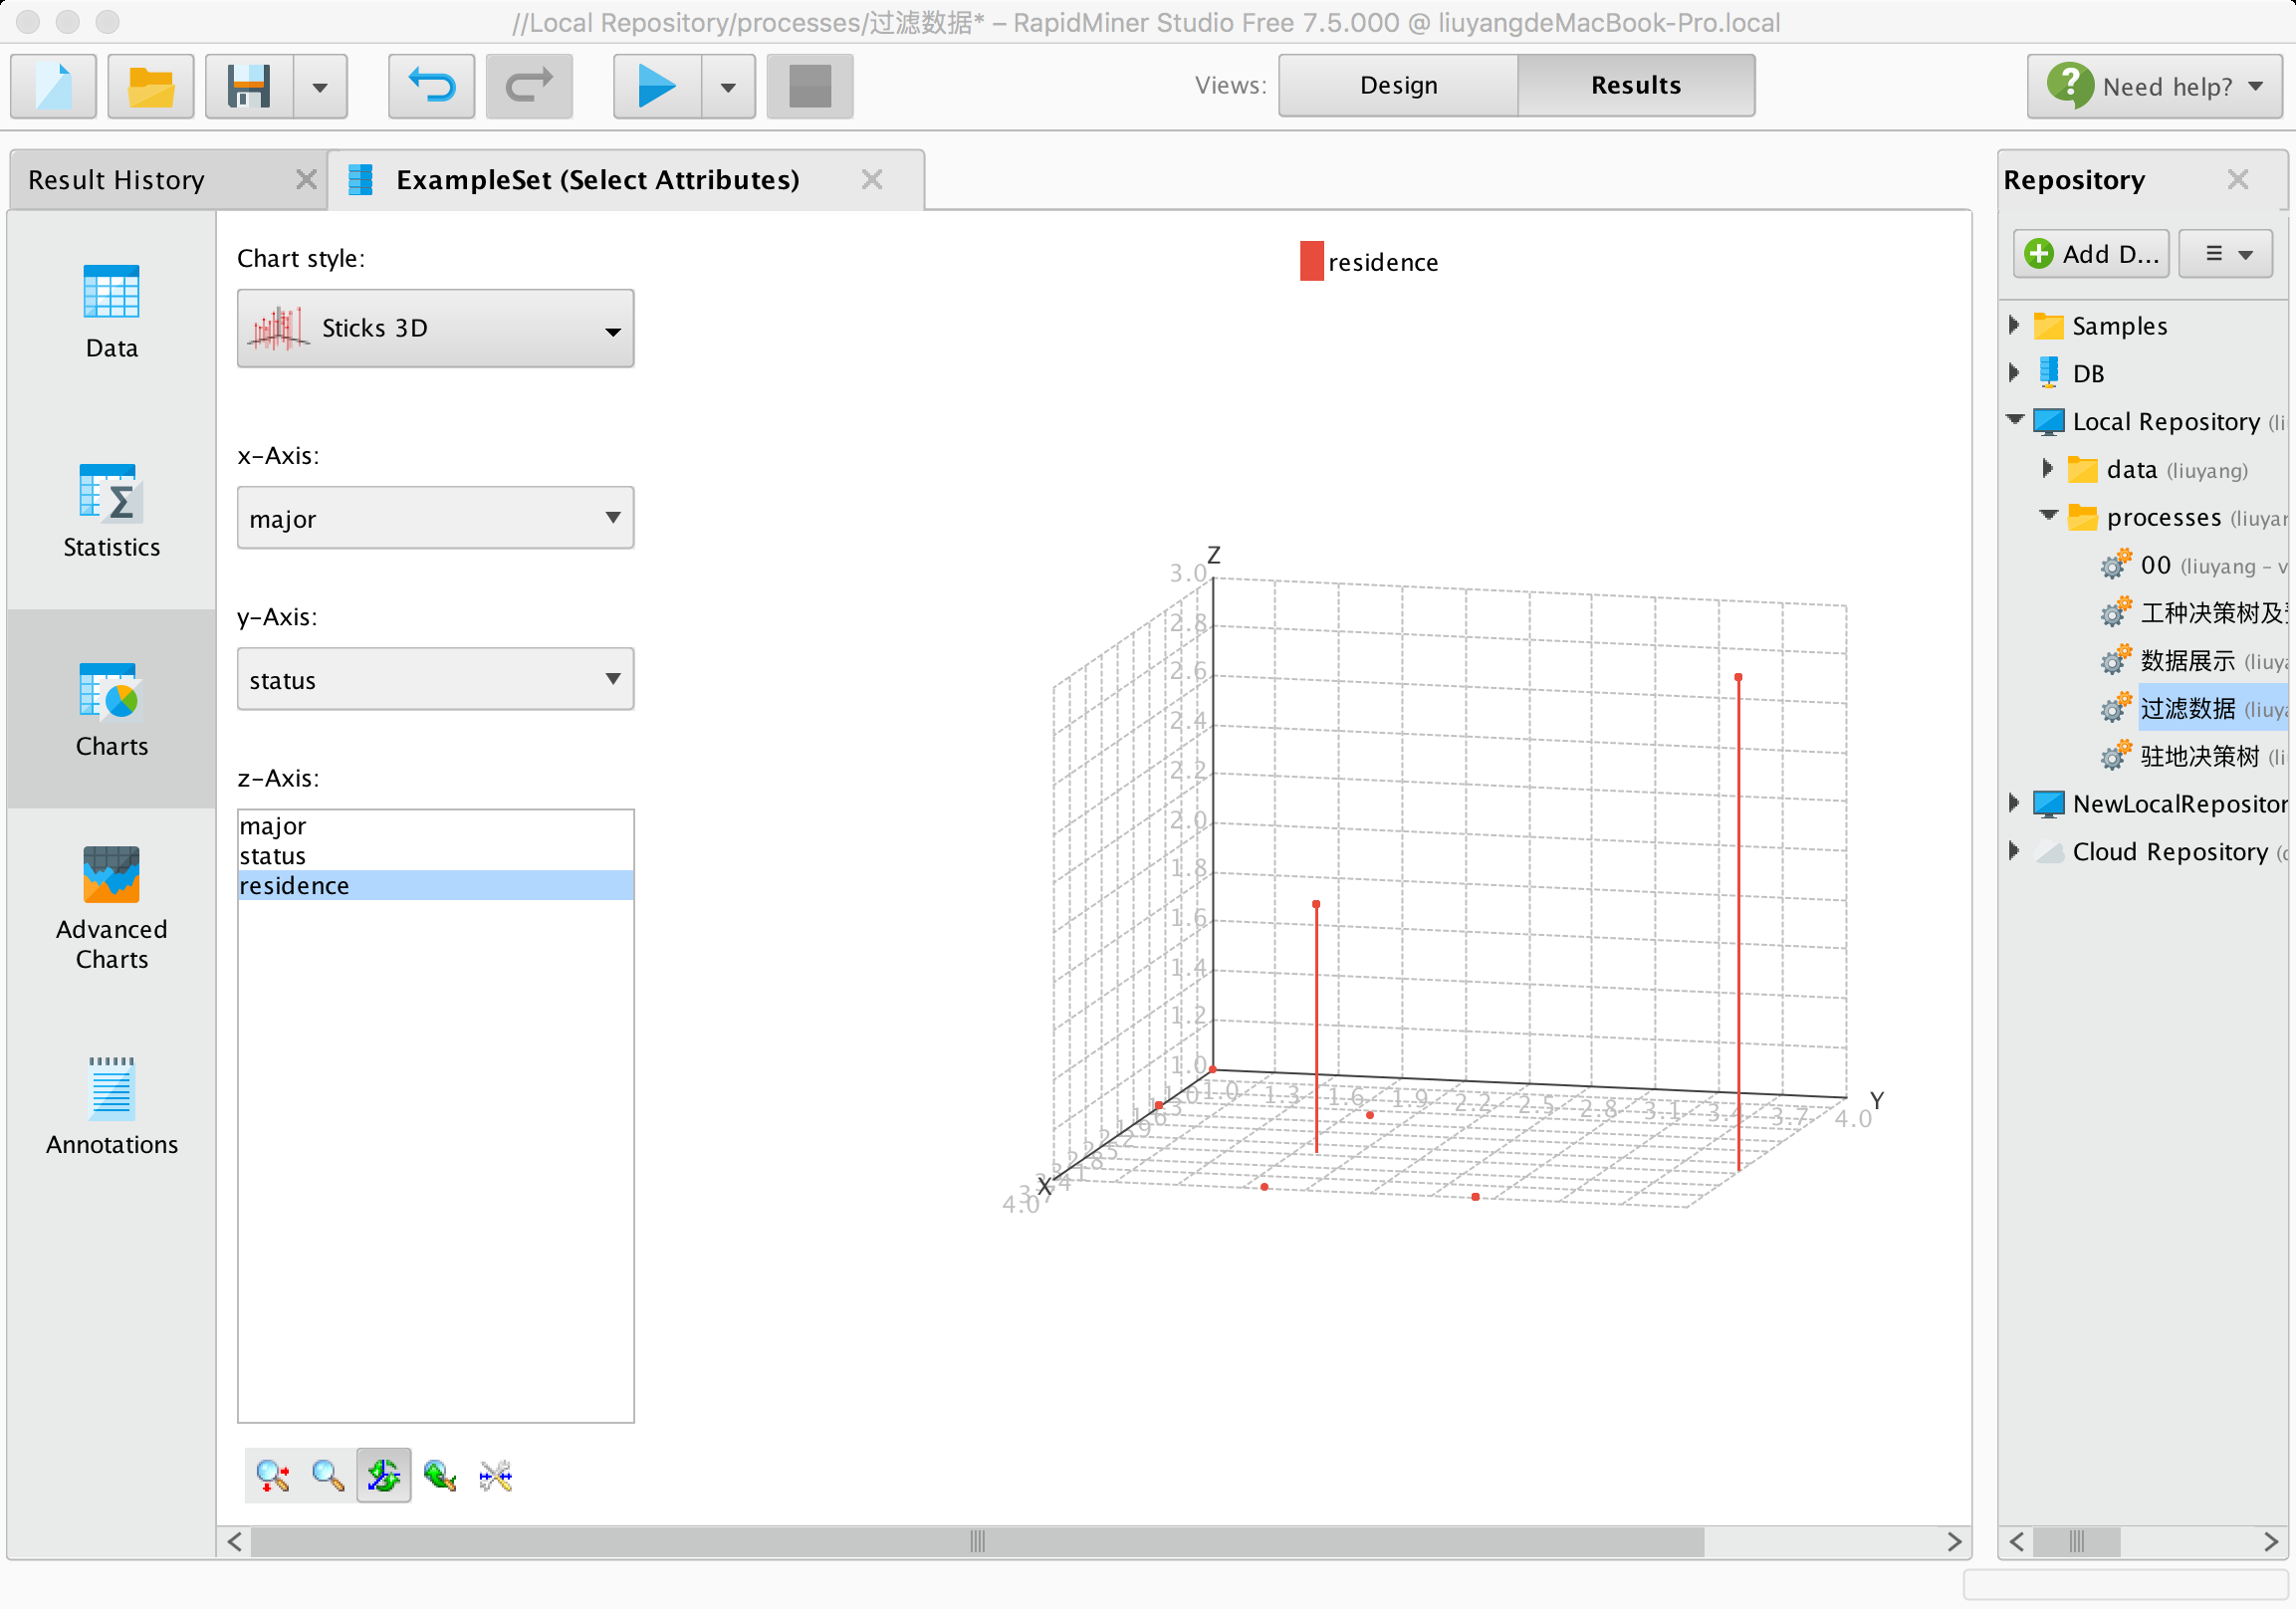 //Local Repository/processes/过滤数据* – RapidMiner Studio Free 7.5.000 @ liuyangdeMacBook-Pro.local
Views: Design Results Need help?
Result History ExampleSet (Select Attributes)
Data
Statistics
Charts
Advanced
Charts
Annotations
Chart style:
Sticks 3D
x-Axis:
major
y-Axis:
status
z-Axis:
major
status
residence
residence
Z
3.0
2.8
2.6
2.4
2.2
2.0
1.8
1.6
1.4
1.2
1.0
1.0 1.3 1.6 1.9 2.2 2.5 2.8 3.1 3.4 3.7 4.0
Y
X
4.0
Repository
Add D...
Samples
DB
Local Repository
data (liuyang)
processes
00 (liuyang – v
工种决策树及
数据展示
过滤数据
驻地决策树
NewLocalRepositor
Cloud Repository